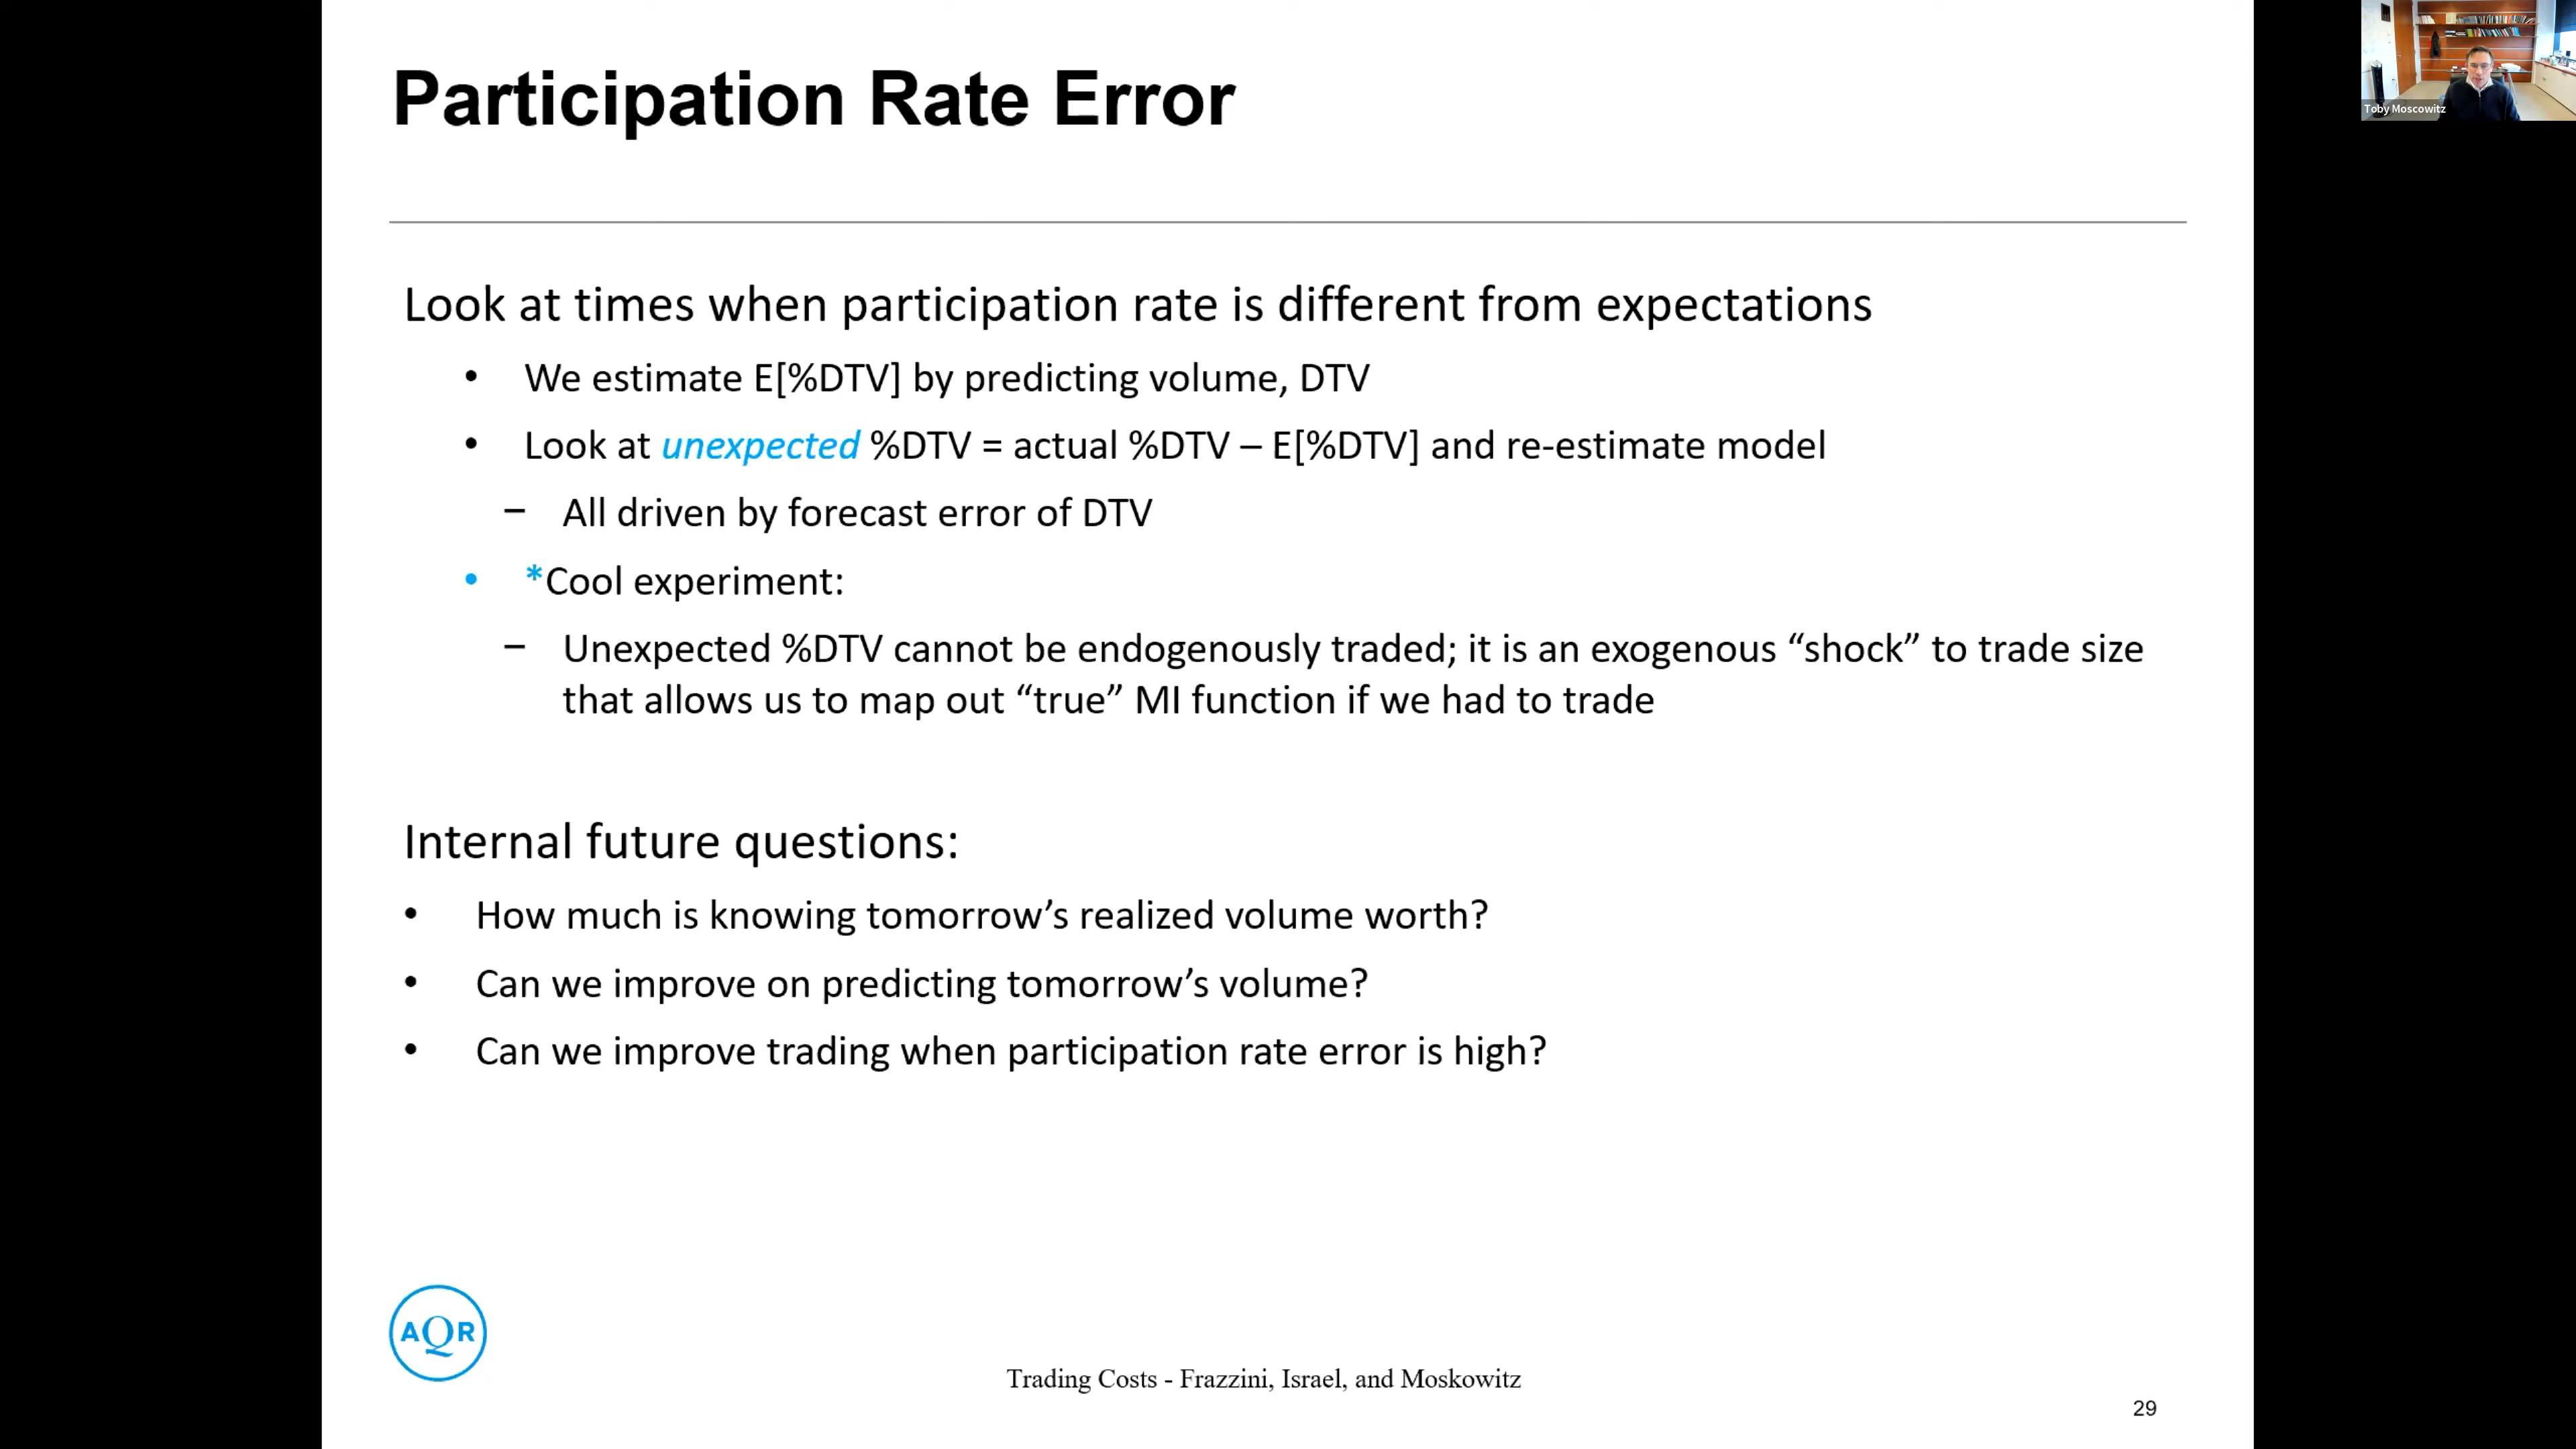 Participation Rate Error
Toby Moscowitz
Look at times when participation rate is different from expectations
• We estimate E[%DTV] by predicting volume, DTV
• Look at unexpected %DTV = actual %DTV – E[%DTV] and re-estimate model
– All driven by forecast error of DTV
• *Cool experiment:
– Unexpected %DTV cannot be endogenously traded; it is an exogenous “shock” to trade size
that allows us to map out “true” MI function if we had to trade
Internal future questions:
• How much is knowing tomorrow’s realized volume worth?
• Can we improve on predicting tomorrow’s volume?
• Can we improve trading when participation rate error is high?
AQR
Trading Costs - Frazzini, Israel, and Moskowitz
29